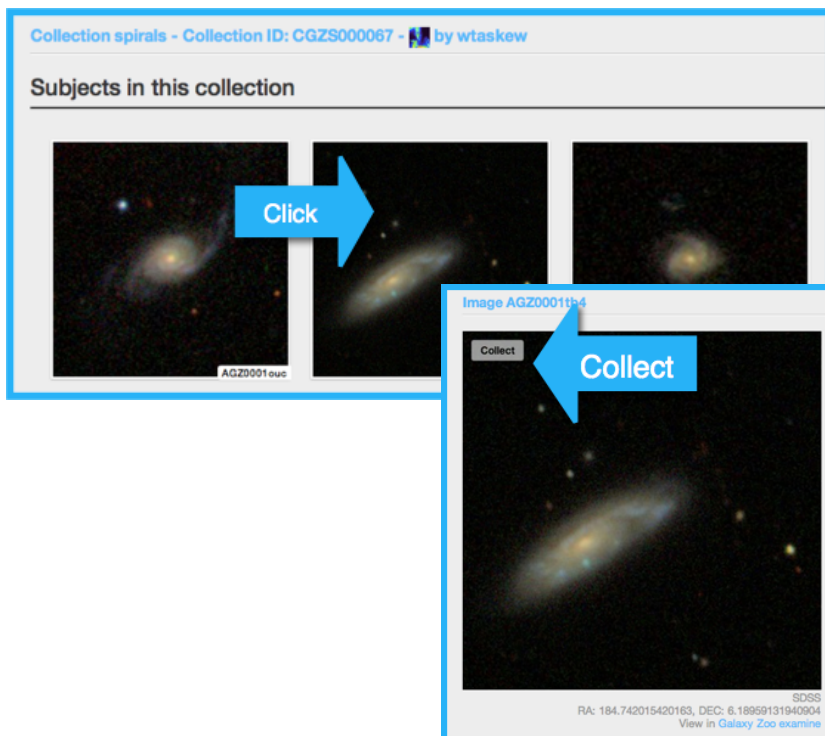 Collection spirals - Collection ID: CGZS000067 - by wtaskew
Subjects in this collection
Click
AGZ0001ouc
Image AGZ0001tb4
Collect
Collect
SDSS
RA: 184.742015420163, DEC: 6.18959131940904
View in Galaxy Zoo examine